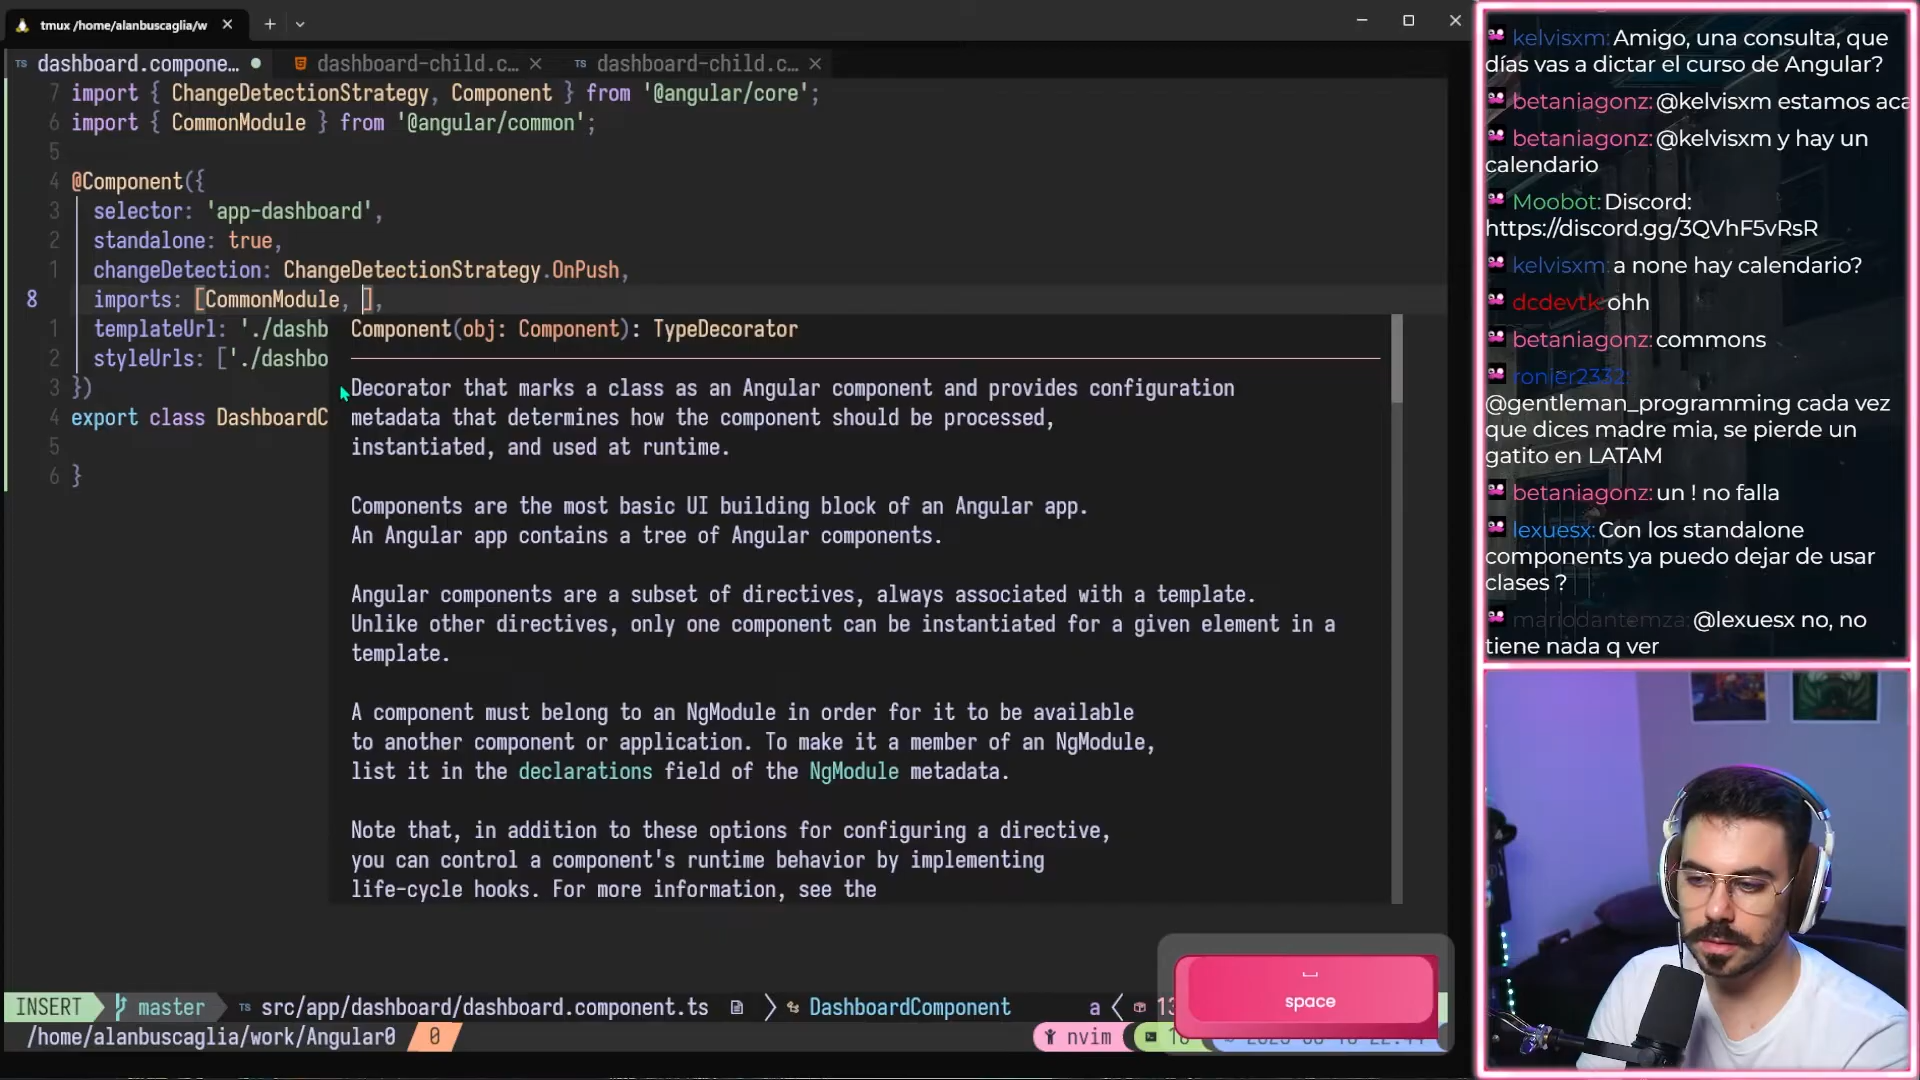 tmux /home/alanbuscaglia/w
dashboard.compone…
dashboard-child.c…
dashboard-child.c…
7 import { ChangeDetectionStrategy, Component } from '@angular/core';
6 import { CommonModule } from '@angular/common';
5
4 @Component({
3 selector: 'app-dashboard',
2 standalone: true,
1 changeDetection: ChangeDetectionStrategy.OnPush,
8 imports: [CommonModule, ],
1 templateUrl: './dashb
2 styleUrls: ['./dashbo
3 })
4 export class DashboardC
5
6 }
Component(obj: Component): TypeDecorator
Decorator that marks a class as an Angular component and provides configuration
metadata that determines how the component should be processed,
instantiated, and used at runtime.
Components are the most basic UI building block of an Angular app.
An Angular app contains a tree of Angular components.
Angular components are a subset of directives, always associated with a template.
Unlike other directives, only one component can be instantiated for a given element in a
template.
A component must belong to an NgModule in order for it to be available
to another component or application. To make it a member of an NgModule,
list it in the declarations field of the NgModule metadata.
Note that, in addition to these options for configuring a directive,
you can control a component's runtime behavior by implementing
life-cycle hooks. For more information, see the
space
INSERT master TS src/app/dashboard/dashboard.component.ts DashboardComponent a
/home/alanbuscaglia/work/Angular0 0 nvim
kelvisxm: Amigo, una consulta, que
días vas a dictar el curso de Angular?
betaniagonz: @kelvisxm estamos aca
betaniagonz: @kelvisxm y hay un
calendario
Moobot: Discord:
https://discord.gg/3QVhF5vRsR
kelvisxm: a none hay calendario?
dcdevtk: ohh
betaniagonz: commons
ronjer2332:
@gentleman_programming cada vez
que dices madre mia, se pierde un
gatito en LATAM
betaniagonz: un ! no falla
lexuesx: Con los standalone
components ya puedo dejar de usar
clases ?
mariodantemza: @lexuesx no, no
tiene nada q ver